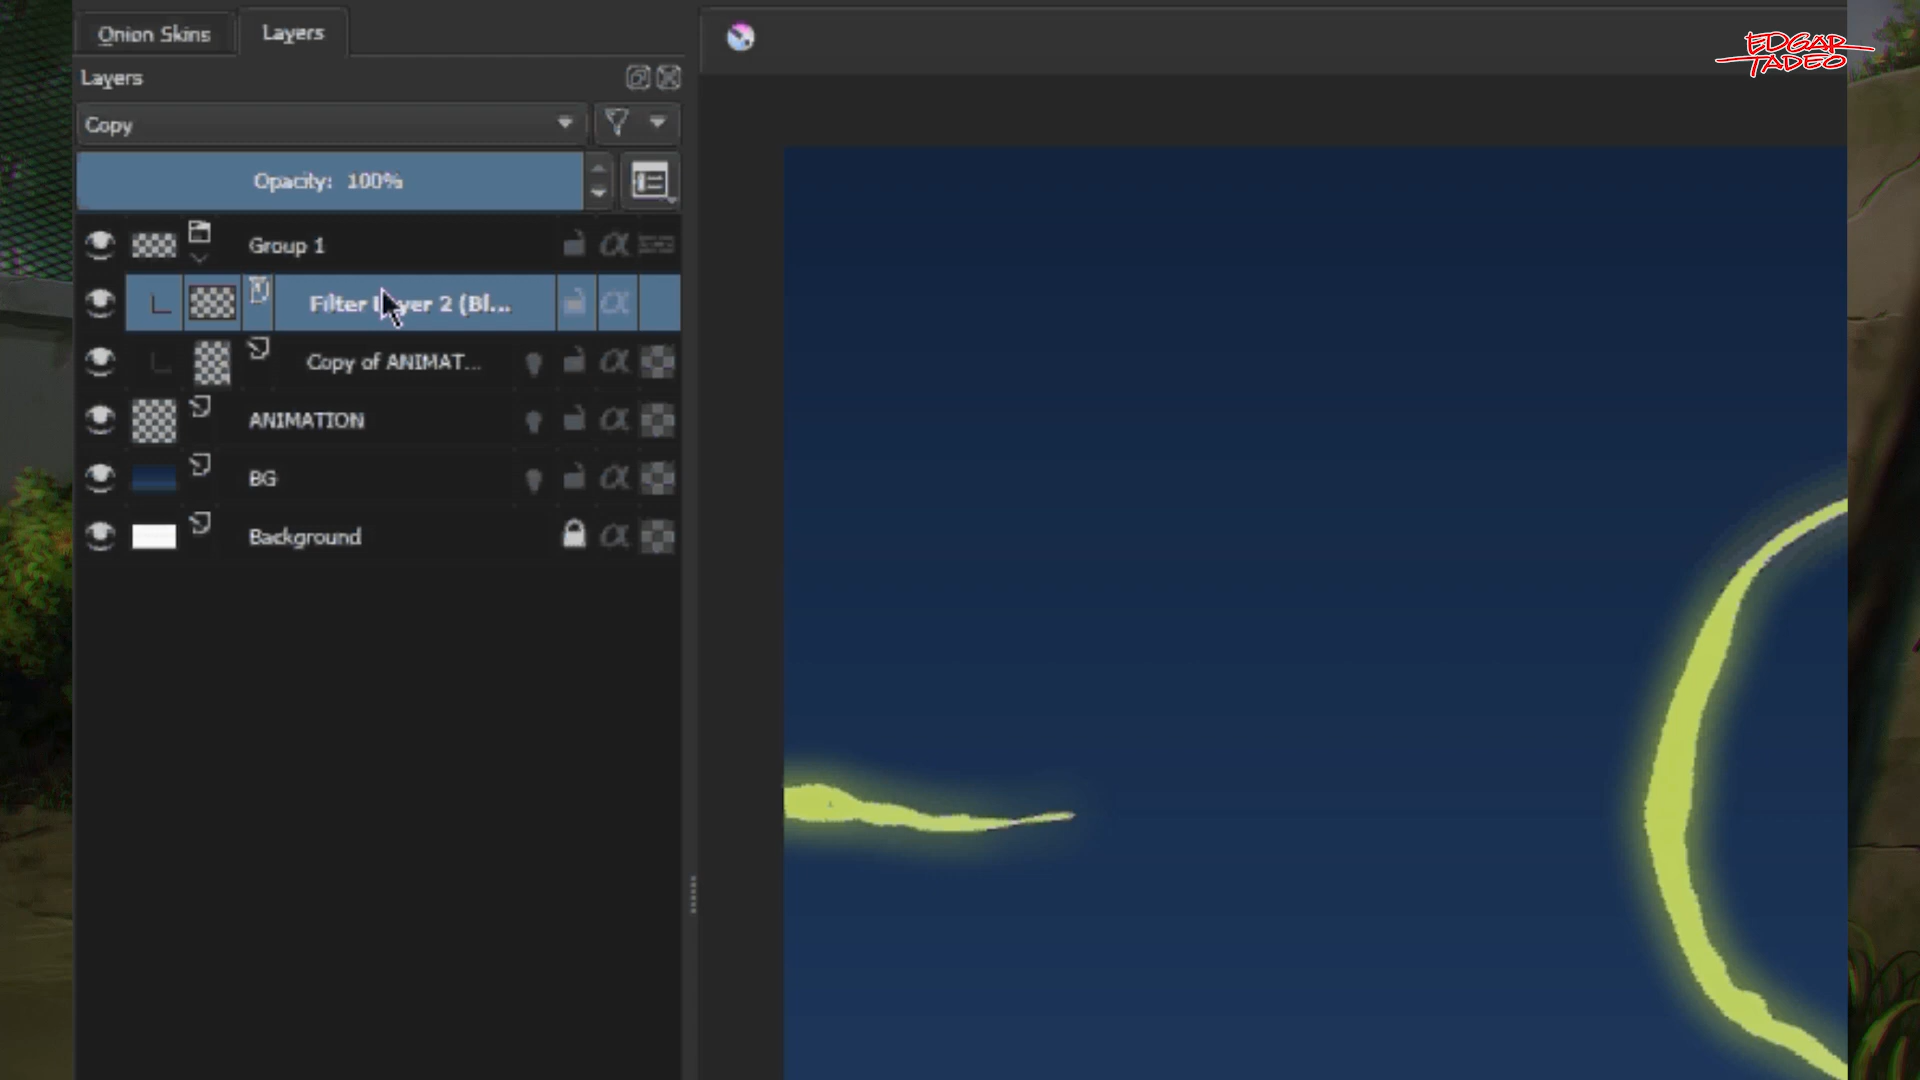 Onion Skins
Layers
Layers
Copy
Opacity: 100%
Group 1
Filter Layer 2 (Bl...
Copy of ANIMAT...
ANIMATION
BG
Background
EDGAR
TADEO